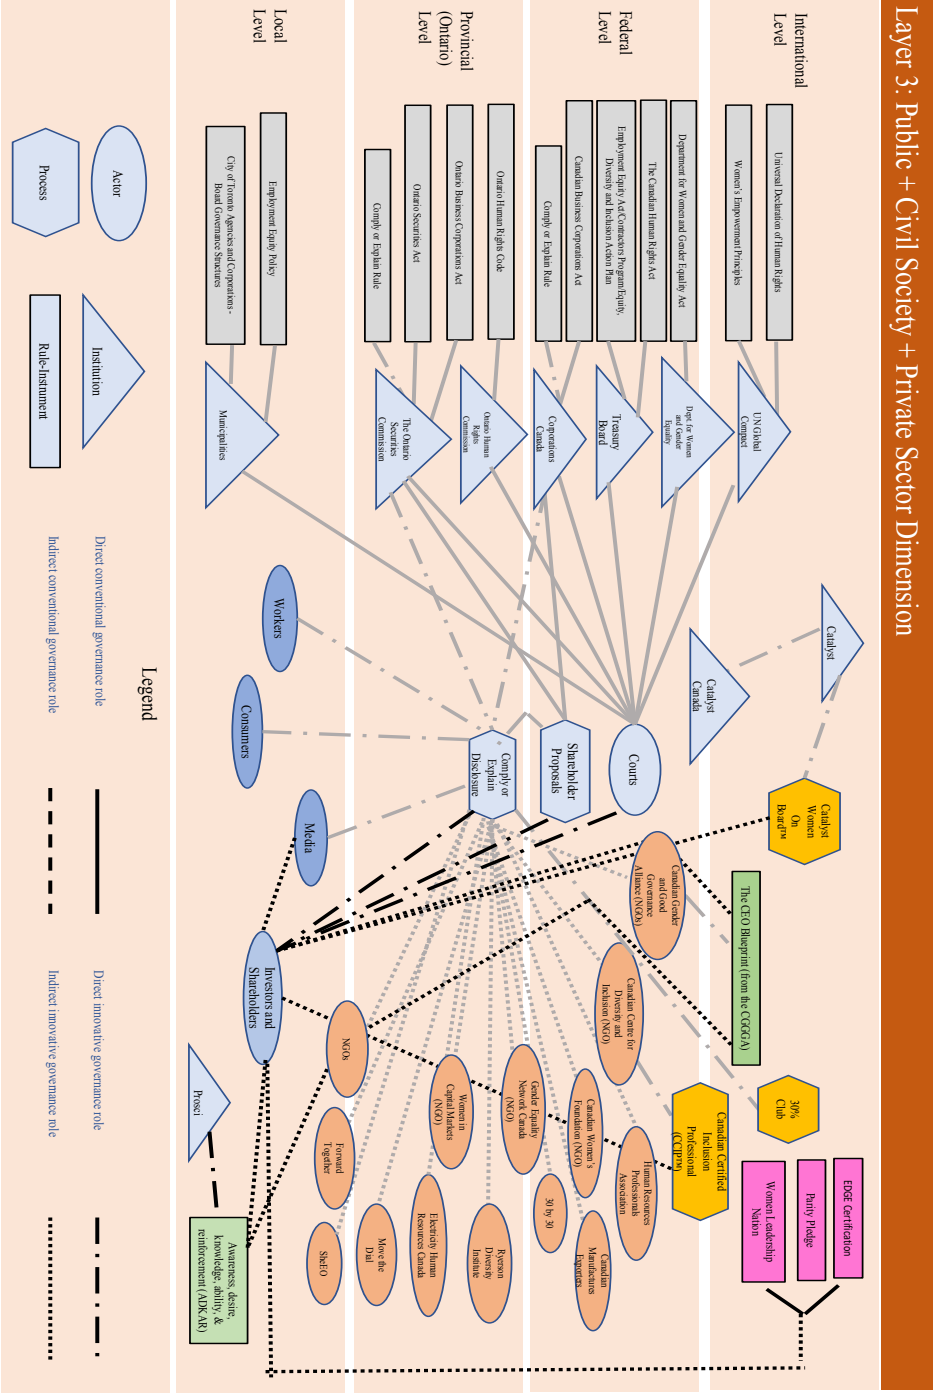 Layer 3: Public + Civil Society + Private Sector Dimension
International
Level
Universal Declaration of Human Rights
Women's Empowerment Principles
UN Global
Compact
Catalyst
Catalyst
Canada
Catalyst
Women
On
Board™
The CEO Blueprint (from the CGGGA)
30%
Club
EDGE Certification
Parity Pledge
Women Leadership
Nation
Canadian Certified
Inclusion
Professional
(CCIP™)
Federal
Level
Department for Women and Gender Equality Act
The Canadian Human Rights Act
Employment Equity Act/Contractors Program/Equity,
Diversity and Inclusion Action Plan
Canadian Business Corporations Act
Comply or Explain Rule
Dept. for Women
and Gender
Equality
Treasury
Board
Corporations
Canada
Courts
Shareholder
Proposals
Canadian Gender
and Good
Governance
Alliance (NGOs)
Canadian Centre for
Diversity and
Inclusion (NGO)
Human Resources
Professionals
Association
Canadian Women's
Foundation (NGO)
Canadian
Manufactures
Exporters
30 by 30
Provincial
(Ontario)
Level
Ontario Human Rights Code
Ontario Business Corporations Act
Ontario Securities Act
Comply or Explain Rule
Ontario Human
Rights
Commission
The Ontario
Securities
Commission
Comply or
Explain
Disclosure
Gender Equality
Network Canada
(NGO)
Ryerson
Diversity
Institute
Women in
Capital Markets
(NGO)
Electricity Human
Resources Canada
Move the
Dial
Local
Level
Employment Equity Policy
City of Toronto Agencies and Corporations -
Board Governance Structures
Municipalities
Workers
Consumers
Media
Investors and
Shareholders
NGOs
Forward
Together
SheEO
Prosci
Awareness, desire,
knowledge, ability, &
reinforcement (ADKAR)
Legend
Actor
Process
Institution
Rule-Instrument
Direct conventional governance role
Indirect conventional governance role
Direct innovative governance role
Indirect innovative governance role